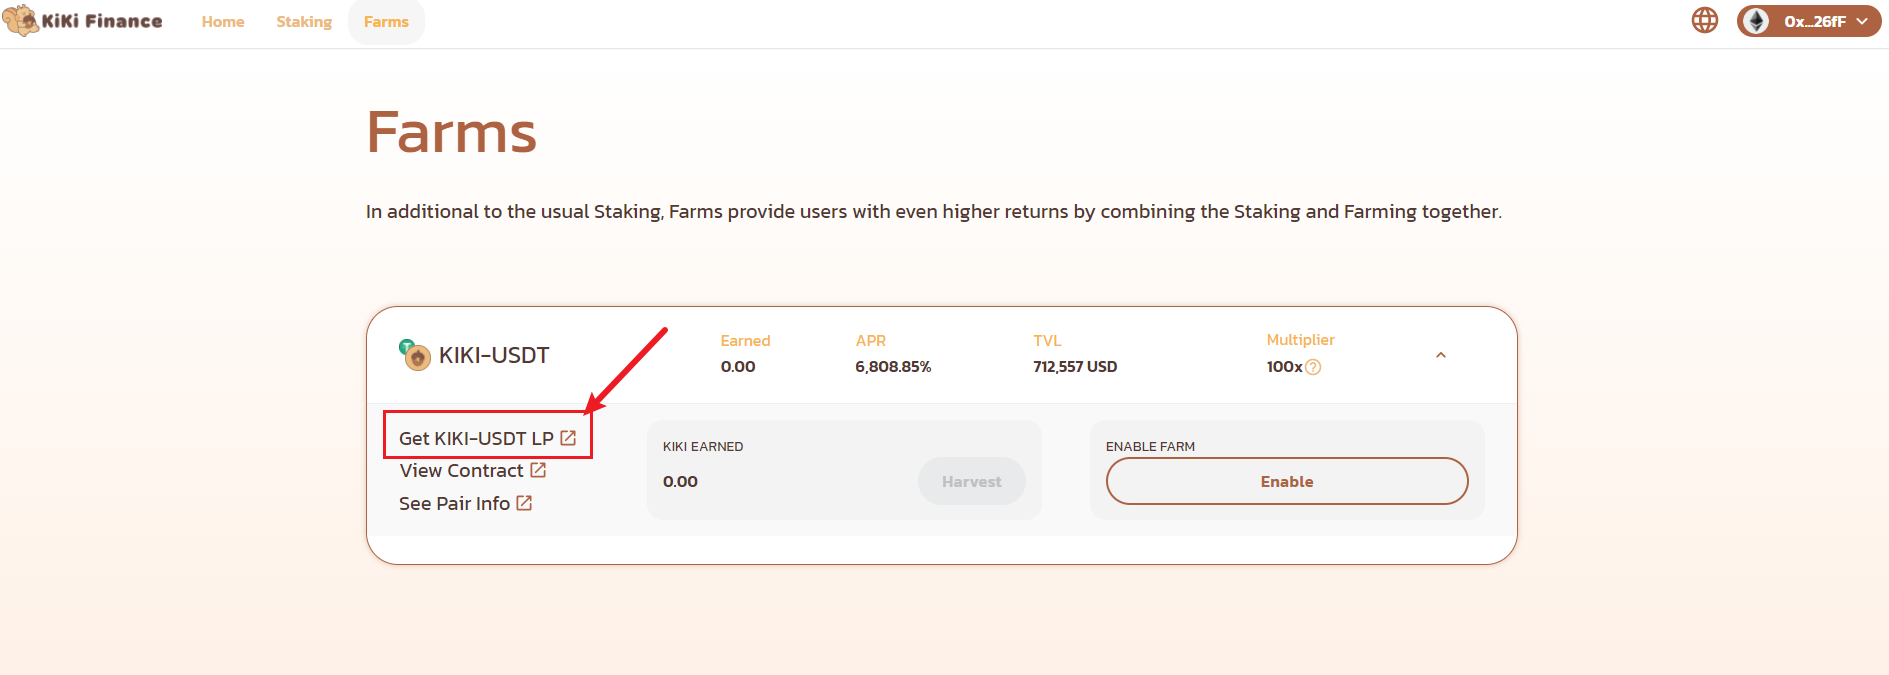 KiKi Finance Home Staking Farms 0x...26fF
Farms
In additional to the usual Staking, Farms provide users with even higher returns by combining the Staking and Farming together.
KIKI-USDT
Earned APR TVL Multiplier
0.00 6,808.85% 712,557 USD 100x
Get KIKI-USDT LP
View Contract
See Pair Info
KIKI EARNED
0.00 Harvest
ENABLE FARM
Enable